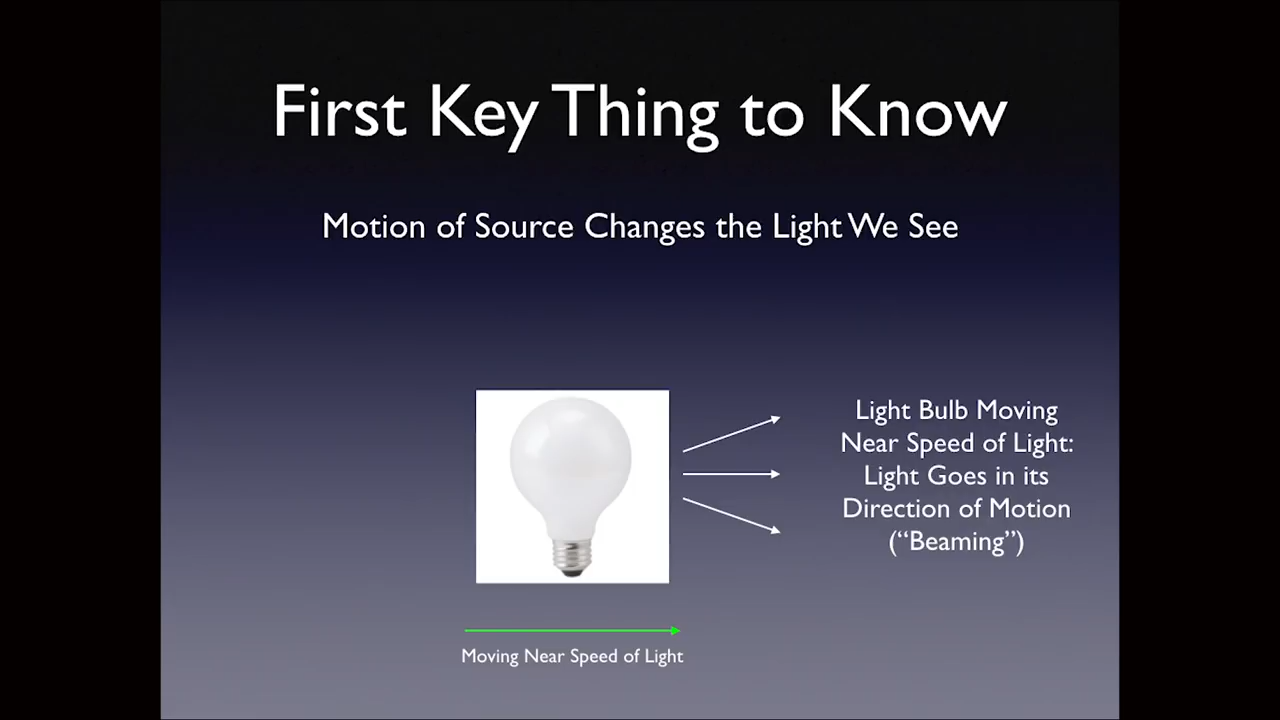 First Key Thing to Know
Motion of Source Changes the Light We See
Light Bulb Moving
Near Speed of Light:
Light Goes in its
Direction of Motion
(“Beaming”)
Moving Near Speed of Light